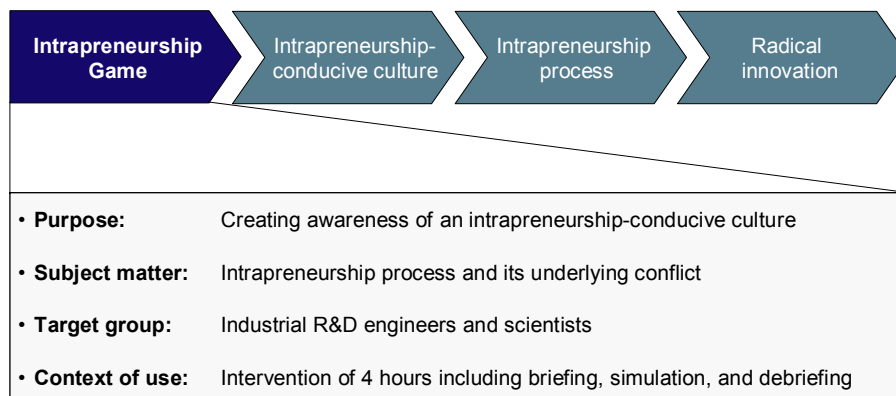 Intrapreneurship
Game
Intrapreneurship-
conducive culture
Intrapreneurship
process
Radical
innovation
• Purpose: Creating awareness of an intrapreneurship-conducive culture
• Subject matter: Intrapreneurship process and its underlying conflict
• Target group: Industrial R&D engineers and scientists
• Context of use: Intervention of 4 hours including briefing, simulation, and debriefing